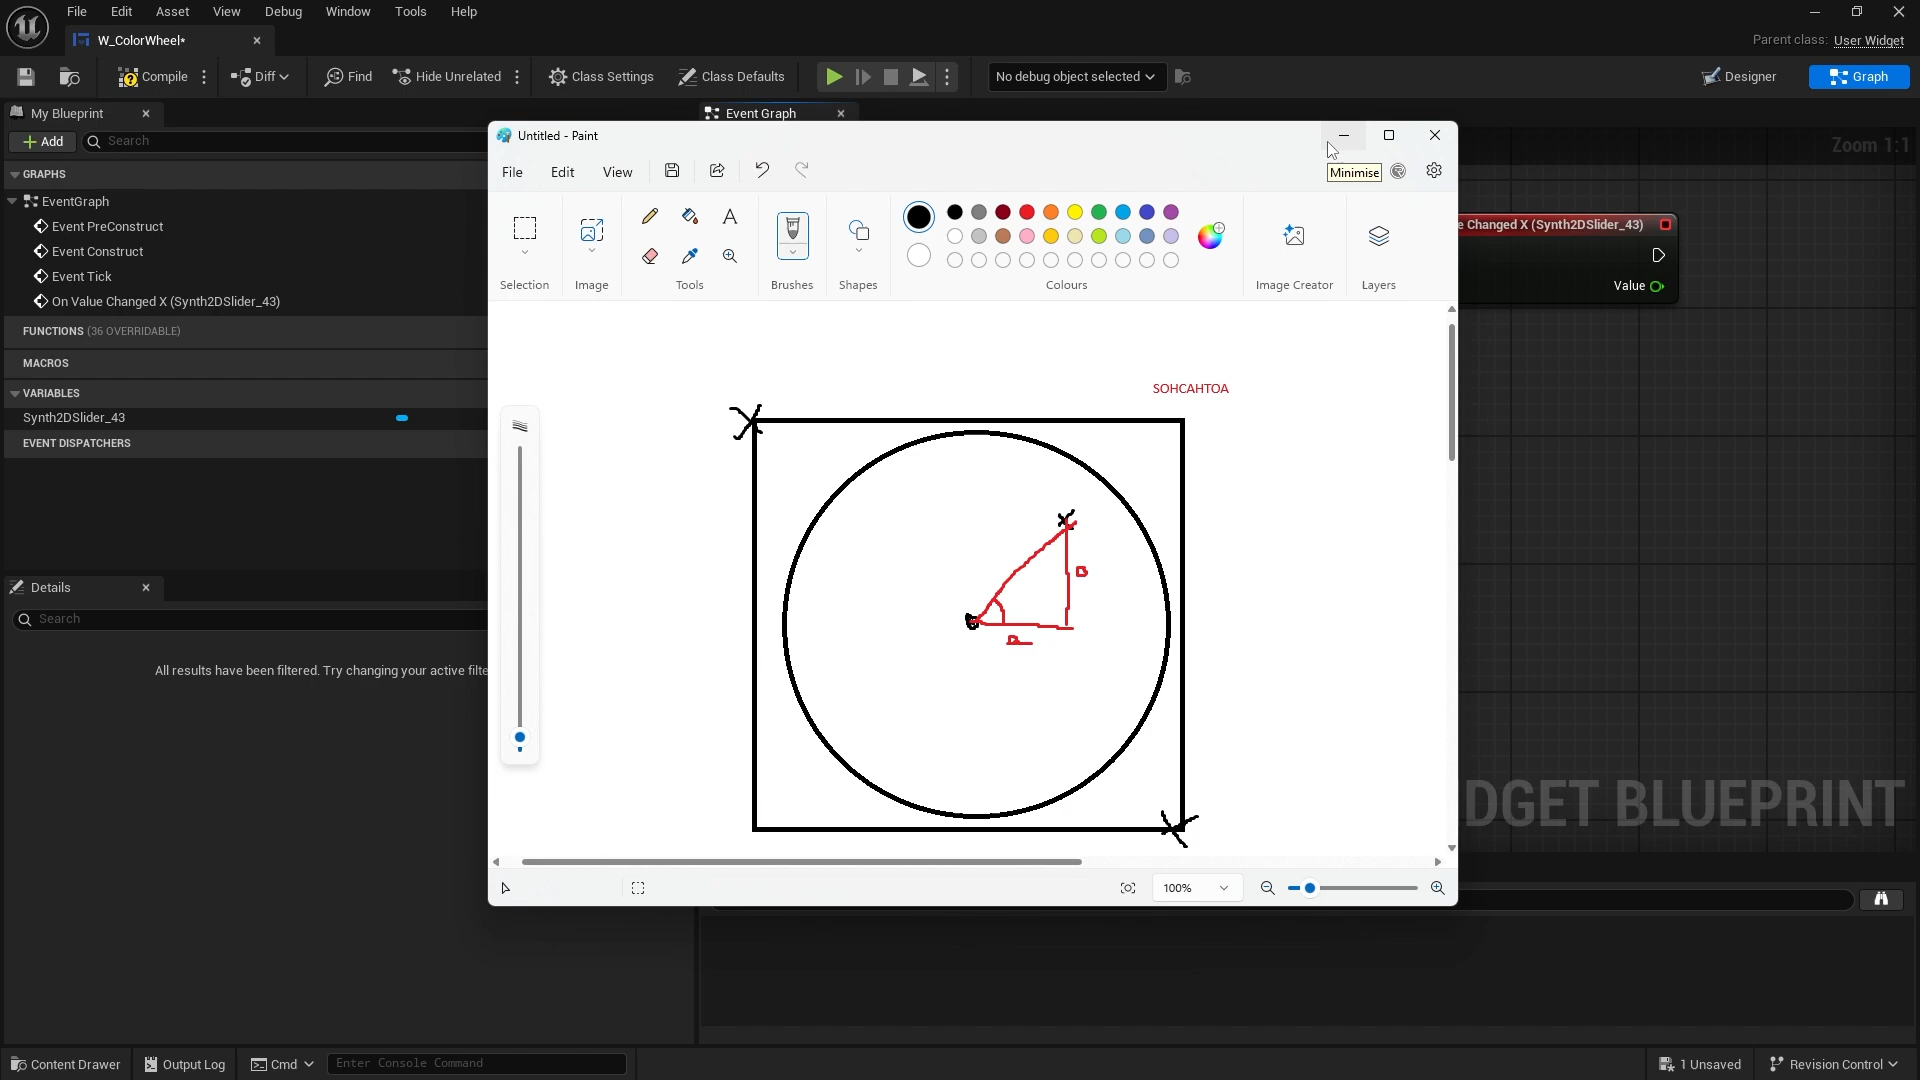 File Edit Asset View Debug Window Tools Help
W_ColorWheel*
Parent class: User Widget
Compile Diff Find Hide Unrelated Class Settings Class Defaults No debug object selected Designer Graph
My Blueprint
Event Graph
Add Search
Zoom 1:1
GRAPHS
EventGraph
Event PreConstruct
Event Construct
Event Tick
On Value Changed X (Synth2DSlider_43)
FUNCTIONS (36 OVERRIDABLE)
MACROS
VARIABLES
Synth2DSlider_43
EVENT DISPATCHERS
Details
Search
All results have been filtered. Try changing your active filte
Untitled - Paint
File Edit View
Minimise
Selection Image Tools Brushes Shapes Colours Image Creator Layers
SOHCAHTOA
100%
e Changed X (Synth2DSlider_43)
Value
DGET BLUEPRINT
Content Drawer Output Log Cmd Enter Console Command 1 Unsaved Revision Control